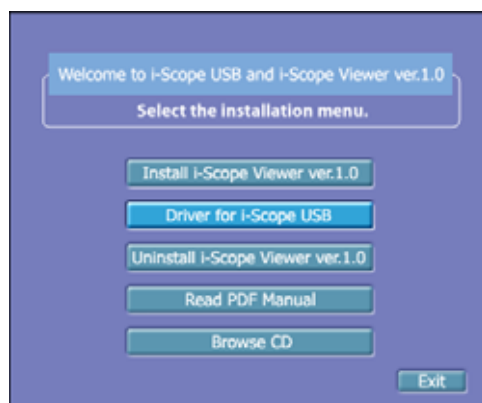 Welcome to i-Scope USB and i-Scope Viewer ver.1.0
Select the installation menu.
Install i-Scope Viewer ver.1.0
Driver for i-Scope USB
Uninstall i-Scope Viewer ver.1.0
Read PDF Manual
Browse CD
Exit